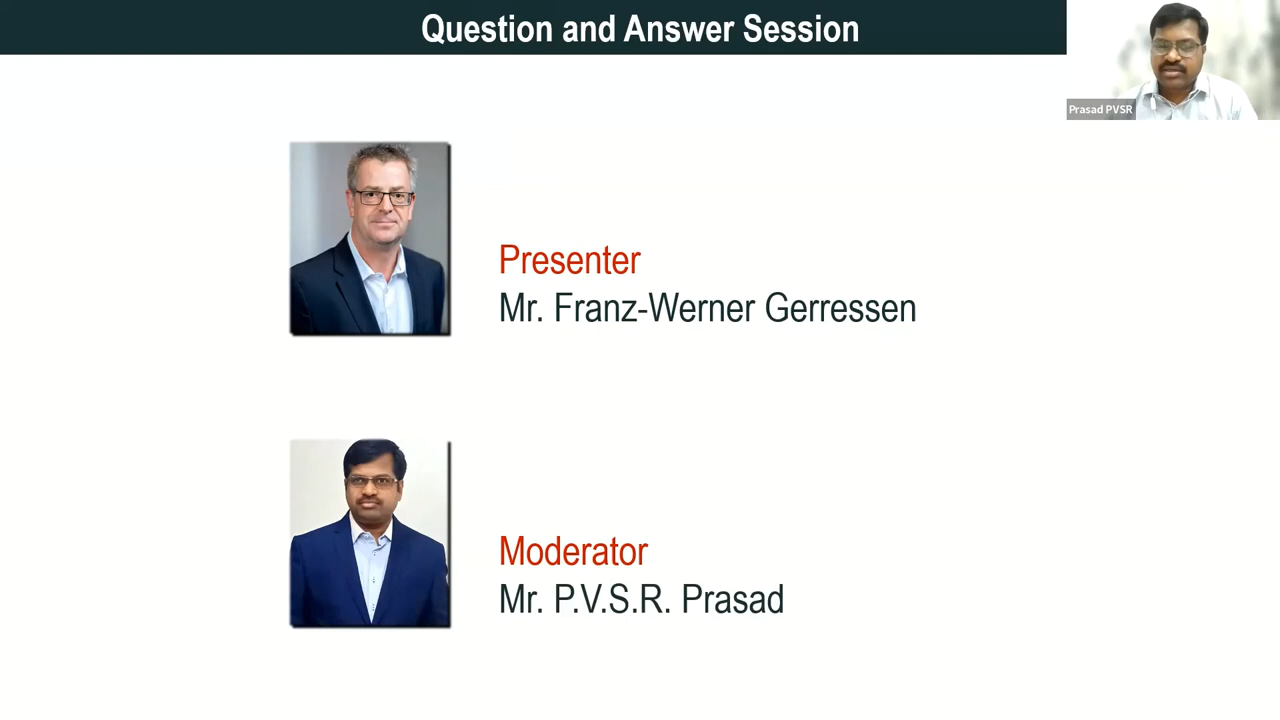 Question and Answer Session
Prasad PVSR
Presenter
Mr. Franz-Werner Gerressen
Moderator
Mr. P.V.S.R. Prasad